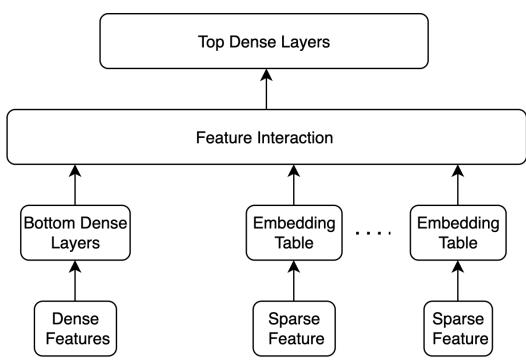 Top Dense Layers
Feature Interaction
Bottom Dense
Layers
Embedding
Table
. . . .
Embedding
Table
Dense
Features
Sparse
Feature
Sparse
Feature